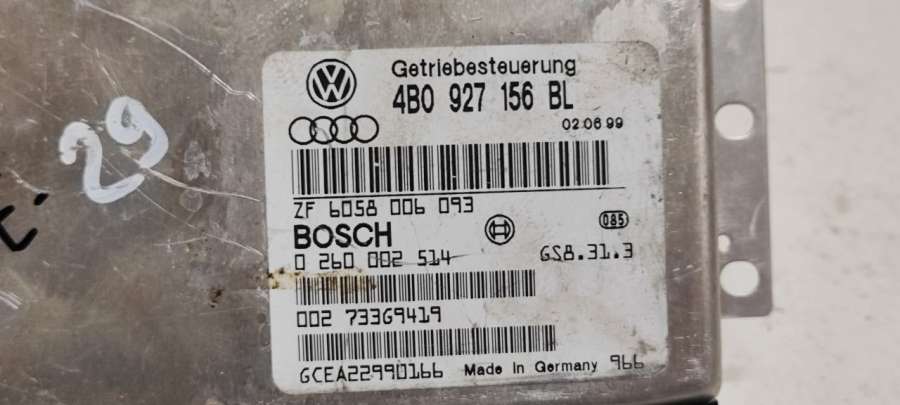 Getriebesteuerung
4B0 927 156 BL
02.06.99
ZF 6058 006 093
085
BOSCH
0 260 002 514 GS8.31.3
002 73369419
GCEA22990166 Made in Germany 966
29